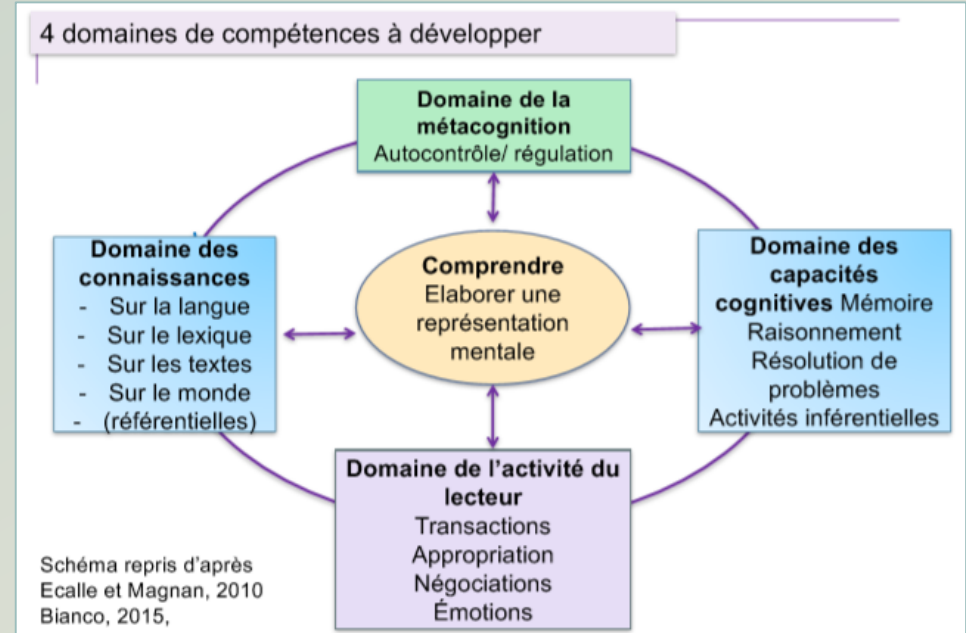 4 domaines de compétences à développer
Domaine de la
métacognition
Autocontrôle/ régulation
Domaine des
connaissances
- Sur la langue
- Sur le lexique
- Sur les textes
- Sur le monde
- (référentielles)
Comprendre
Elaborer une
représentation
mentale
Domaine des
capacités
cognitives Mémoire
Raisonnement
Résolution de
problèmes
Activités inférentielles
Domaine de l'activité du
lecteur
Transactions
Appropriation
Négociations
Émotions
Schéma repris d'après
Ecalle et Magnan, 2010
Bianco, 2015,